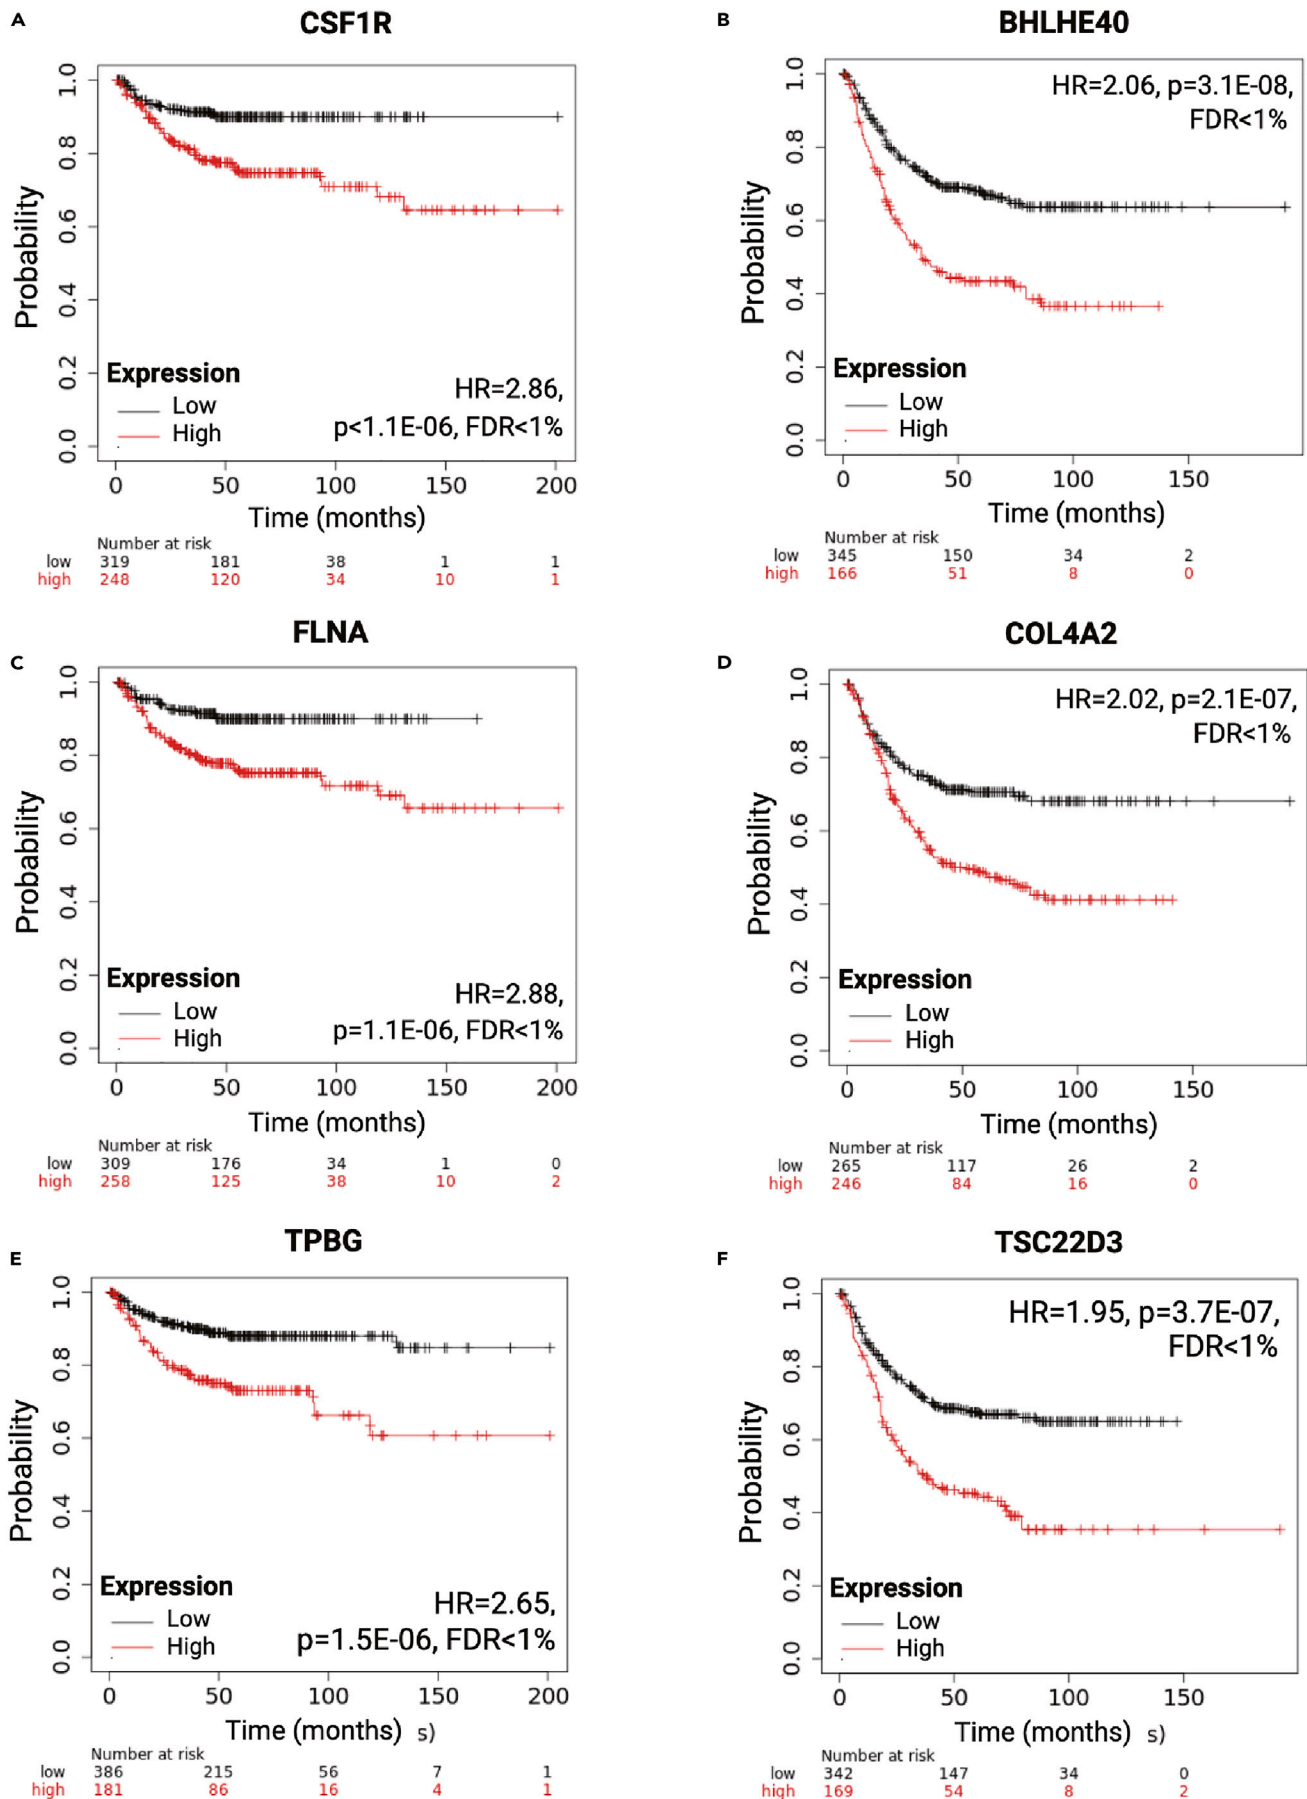 A
CSF1R
1.0
0.8
0.6
0.4
0.2
0.0
Probability
Expression
Low
High
HR=2.86,
p<1.1E-06, FDR<1%
0 50 100 150 200
Time (months)
Number at risk
low 319 181 38 1 1
high 248 120 34 10 1
B
BHLHE40
1.0
0.8
0.6
0.4
0.2
0.0
Probability
HR=2.06, p=3.1E-08,
FDR<1%
Expression
Low
High
0 50 100 150
Time (months)
Number at risk
low 345 150 34 2
high 166 51 8 0
C
FLNA
1.0
0.8
0.6
0.4
0.2
0.0
Probability
Expression
Low
High
HR=2.88,
p=1.1E-06, FDR<1%
0 50 100 150 200
Time (months)
Number at risk
low 309 176 34 1 0
high 258 125 38 10 2
D
COL4A2
1.0
0.8
0.6
0.4
0.2
0.0
Probability
HR=2.02, p=2.1E-07,
FDR<1%
Expression
Low
High
0 50 100 150
Time (months)
Number at risk
low 265 117 26 2
high 246 84 16 0
E
TPBG
1.0
0.8
0.6
0.4
0.2
0.0
Probability
Expression
Low
High
HR=2.65,
p=1.5E-06, FDR<1%
0 50 100 150 200
Time (months) s)
Number at risk
low 386 215 56 7 1
high 181 86 16 4 1
F
TSC22D3
1.0
0.8
0.6
0.4
0.2
0.0
Probability
HR=1.95, p=3.7E-07,
FDR<1%
Expression
Low
High
0 50 100 150
Time (months) s)
Number at risk
low 342 147 34 0
high 169 54 8 2